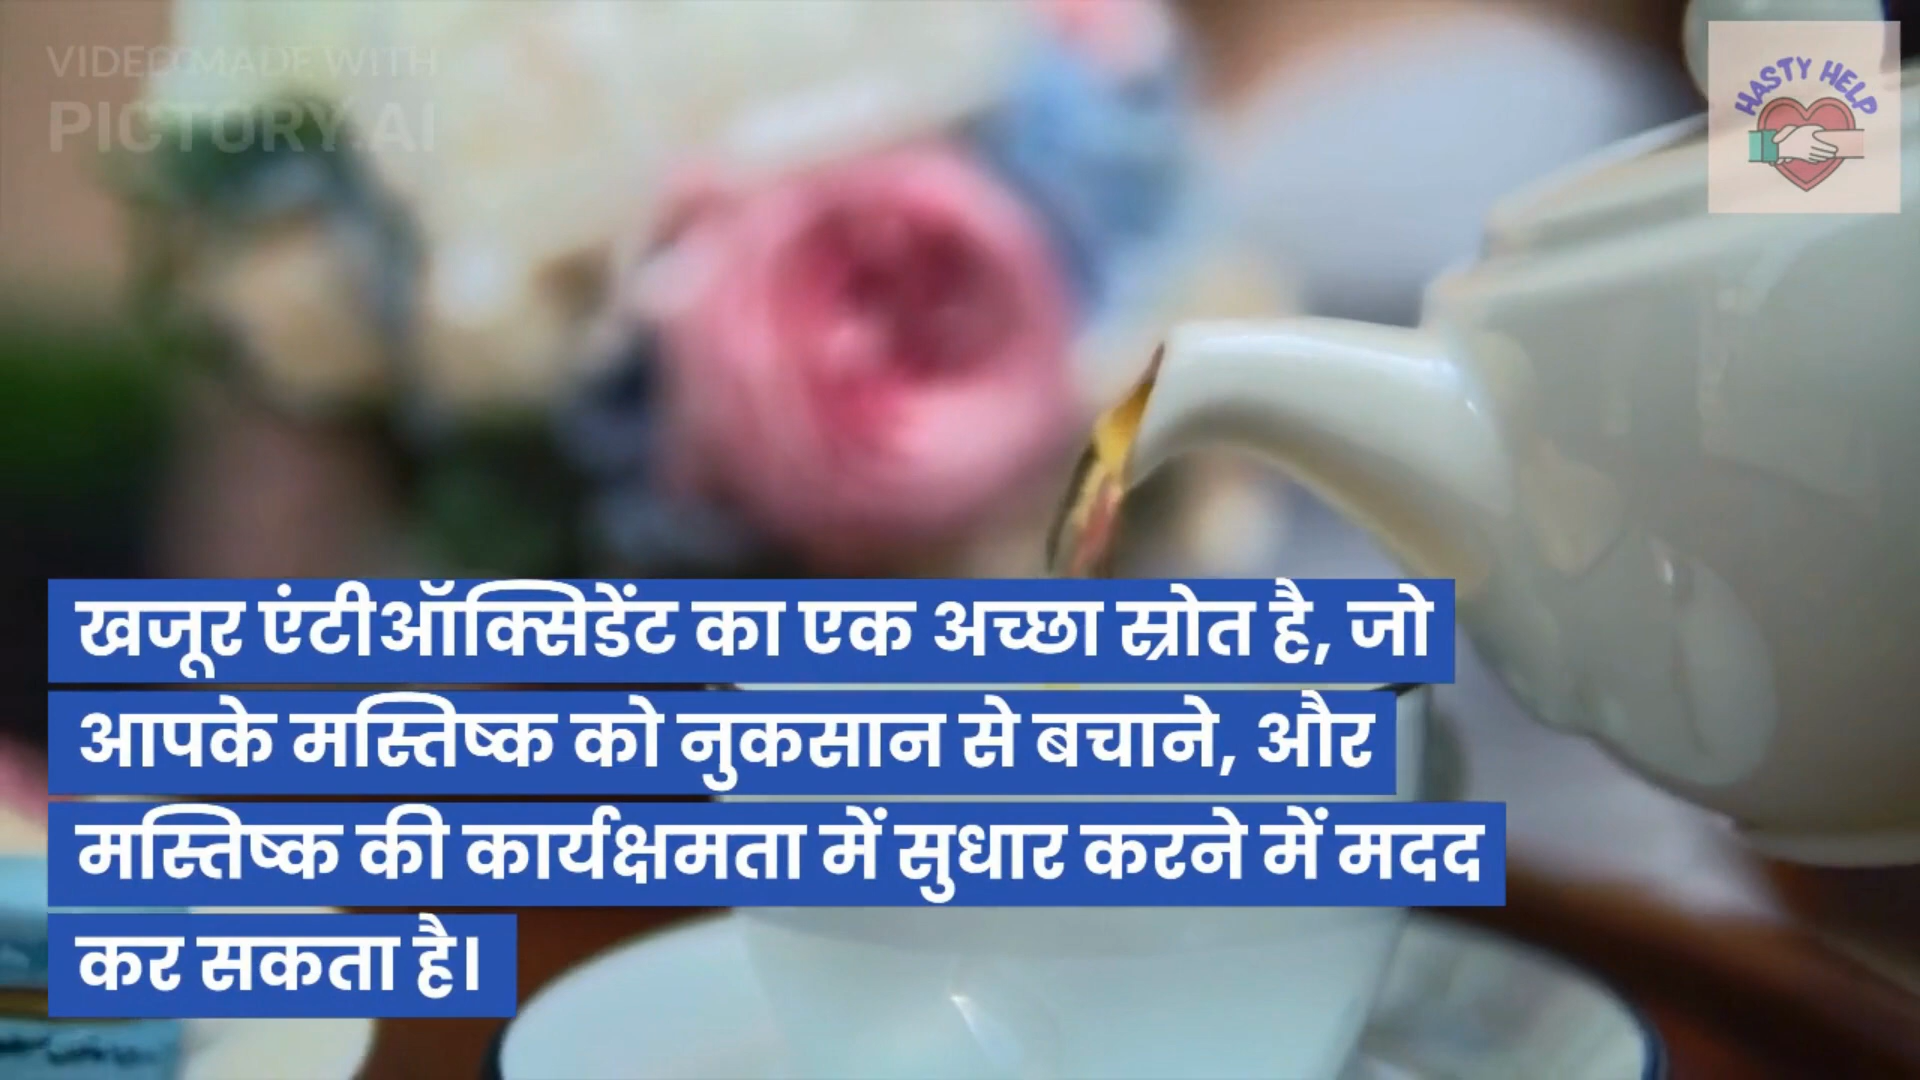 VIDEO MADE WITH
PICTORY.AI
HASTY HELP
खजूर एंटीऑक्सिडेंट का एक अच्छा स्रोत है, जो
आपके मस्तिष्क को नुकसान से बचाने, और
मस्तिष्क की कार्यक्षमता में सुधार करने में मदद
कर सकता है।